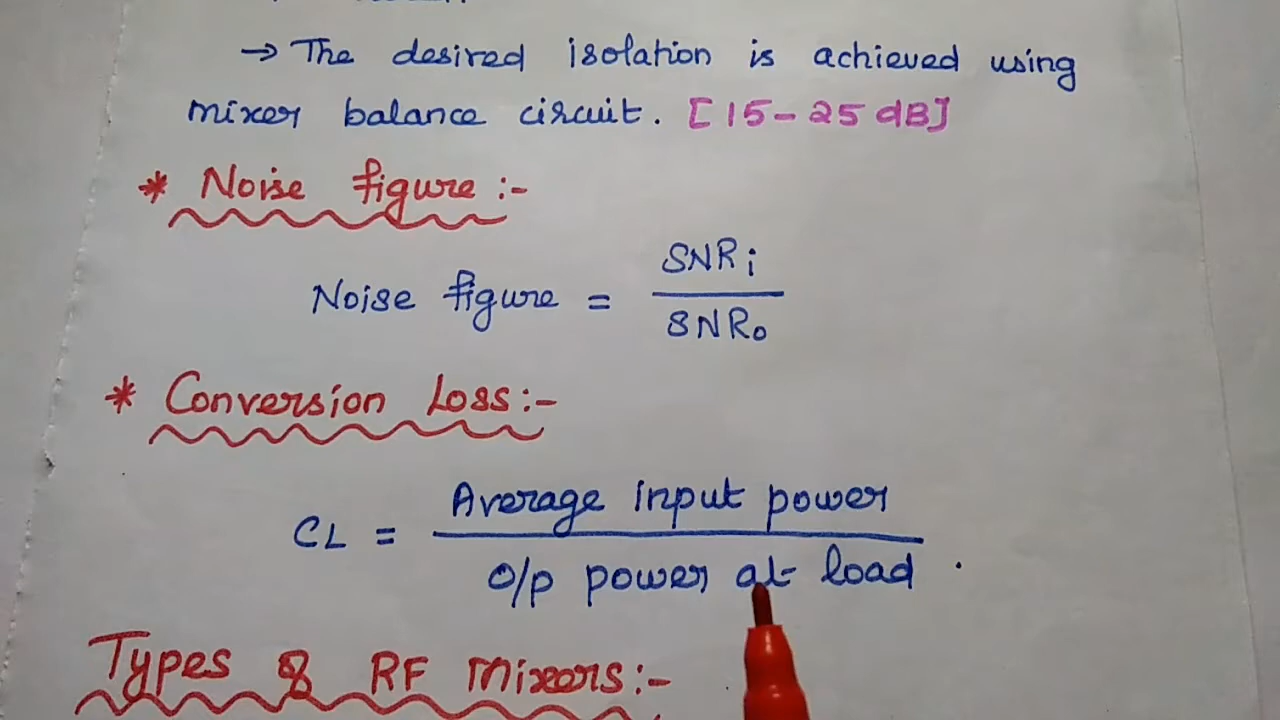 → The desired isolation is achieved using
mixer balance circuit. [15-25 dB]
* Noise figure:-
Noise figure = SNRi
SNRo
* Conversion Loss:-
CL = Average input power
o/p power at load .
Types & RF Mixers:-